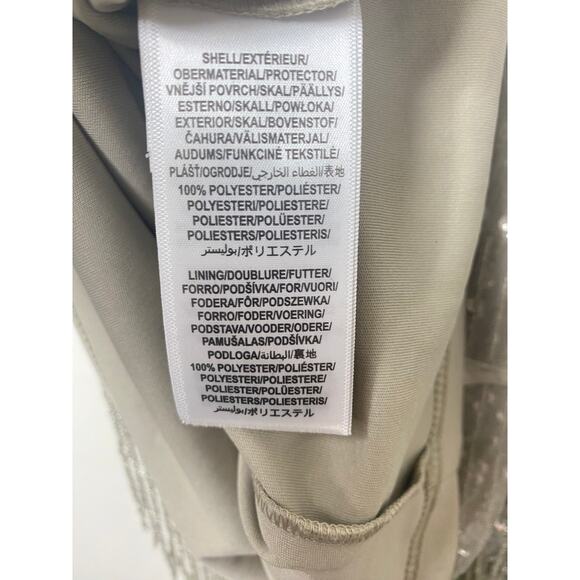 SHELL/EXTÉRIEUR/
OBERMATERIAL/PROTECTOR/
VNĚJŠÍ POVRCH/SKAL/PÄÄLLYS/
ESTERNO/SKALL/POWŁOKA/
EXTERIOR/SKAL/BOVENSTOF/
ČAHURA/VÄLISMATERJAL/
AUDUMS/FUNKCINĖ TEKSTILĖ/
PLÁŠŤ/OGRODJE/الغطاء الخارجي/表地
100% POLYESTER/POLIÉSTER/
POLYESTERI/POLIESTERE/
POLIESTER/POLÜESTER/
POLIESTERS/POLIESTERIS/
بوليستر/ポリエステル
LINING/DOUBLURE/FUTTER/
FORRO/PODŠÍVKA/FOR/VUORI/
FODERA/FÔR/PODSZEWKA/
FORRO/FODER/VOERING/
PODSTAVA/VOODER/ODERE/
PAMUŠALAS/PODŠÍVKA/
PODLOGA/البطانة/裏地
100% POLYESTER/POLIÉSTER/
POLYESTERI/POLIESTERE/
POLIESTER/POLÜESTER/
POLIESTERS/POLIESTERIS/
بوليستر/ポリエステル